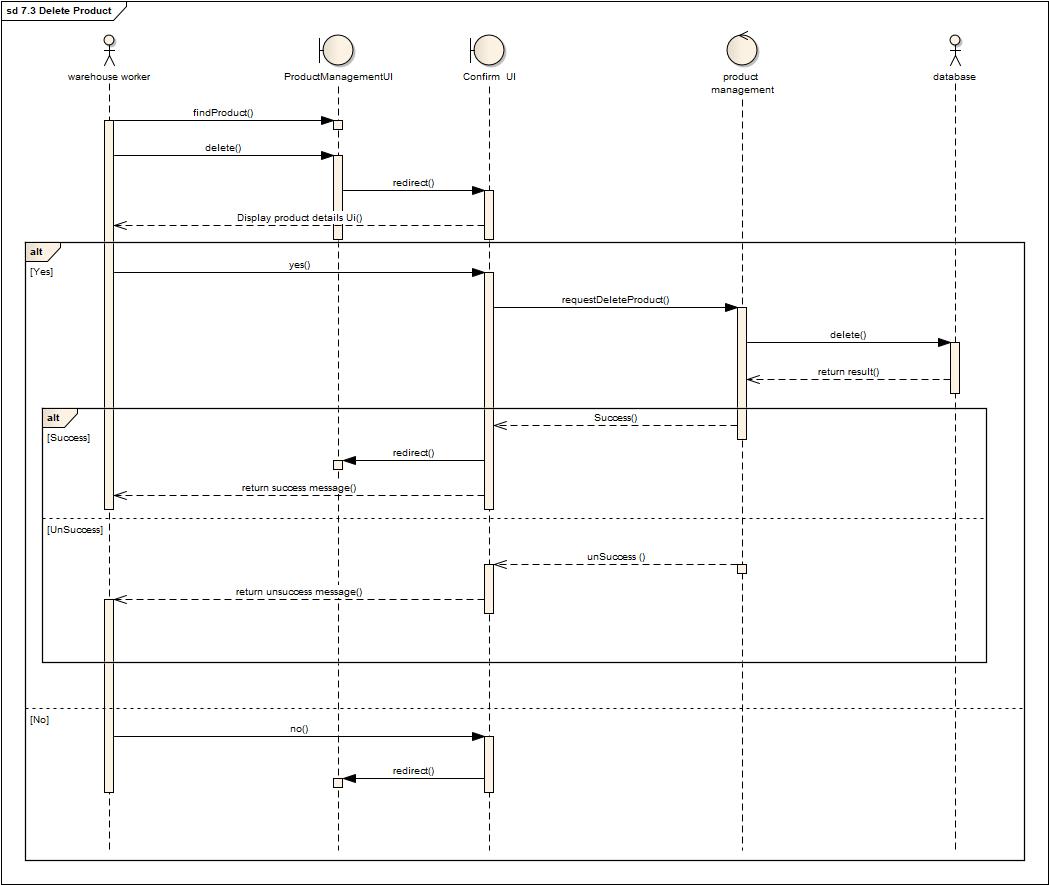 sd 7.3 Delete Product
warehouse worker
ProductManagementUI
Confirm UI
product
management
database
findProduct()
delete()
redirect()
Display product details Ui()
alt
[Yes]
yes()
requestDeleteProduct()
delete()
return result()
alt
[Success]
Success()
redirect()
return success message()
[UnSuccess]
unSuccess ()
return unsuccess message()
[No]
no()
redirect()